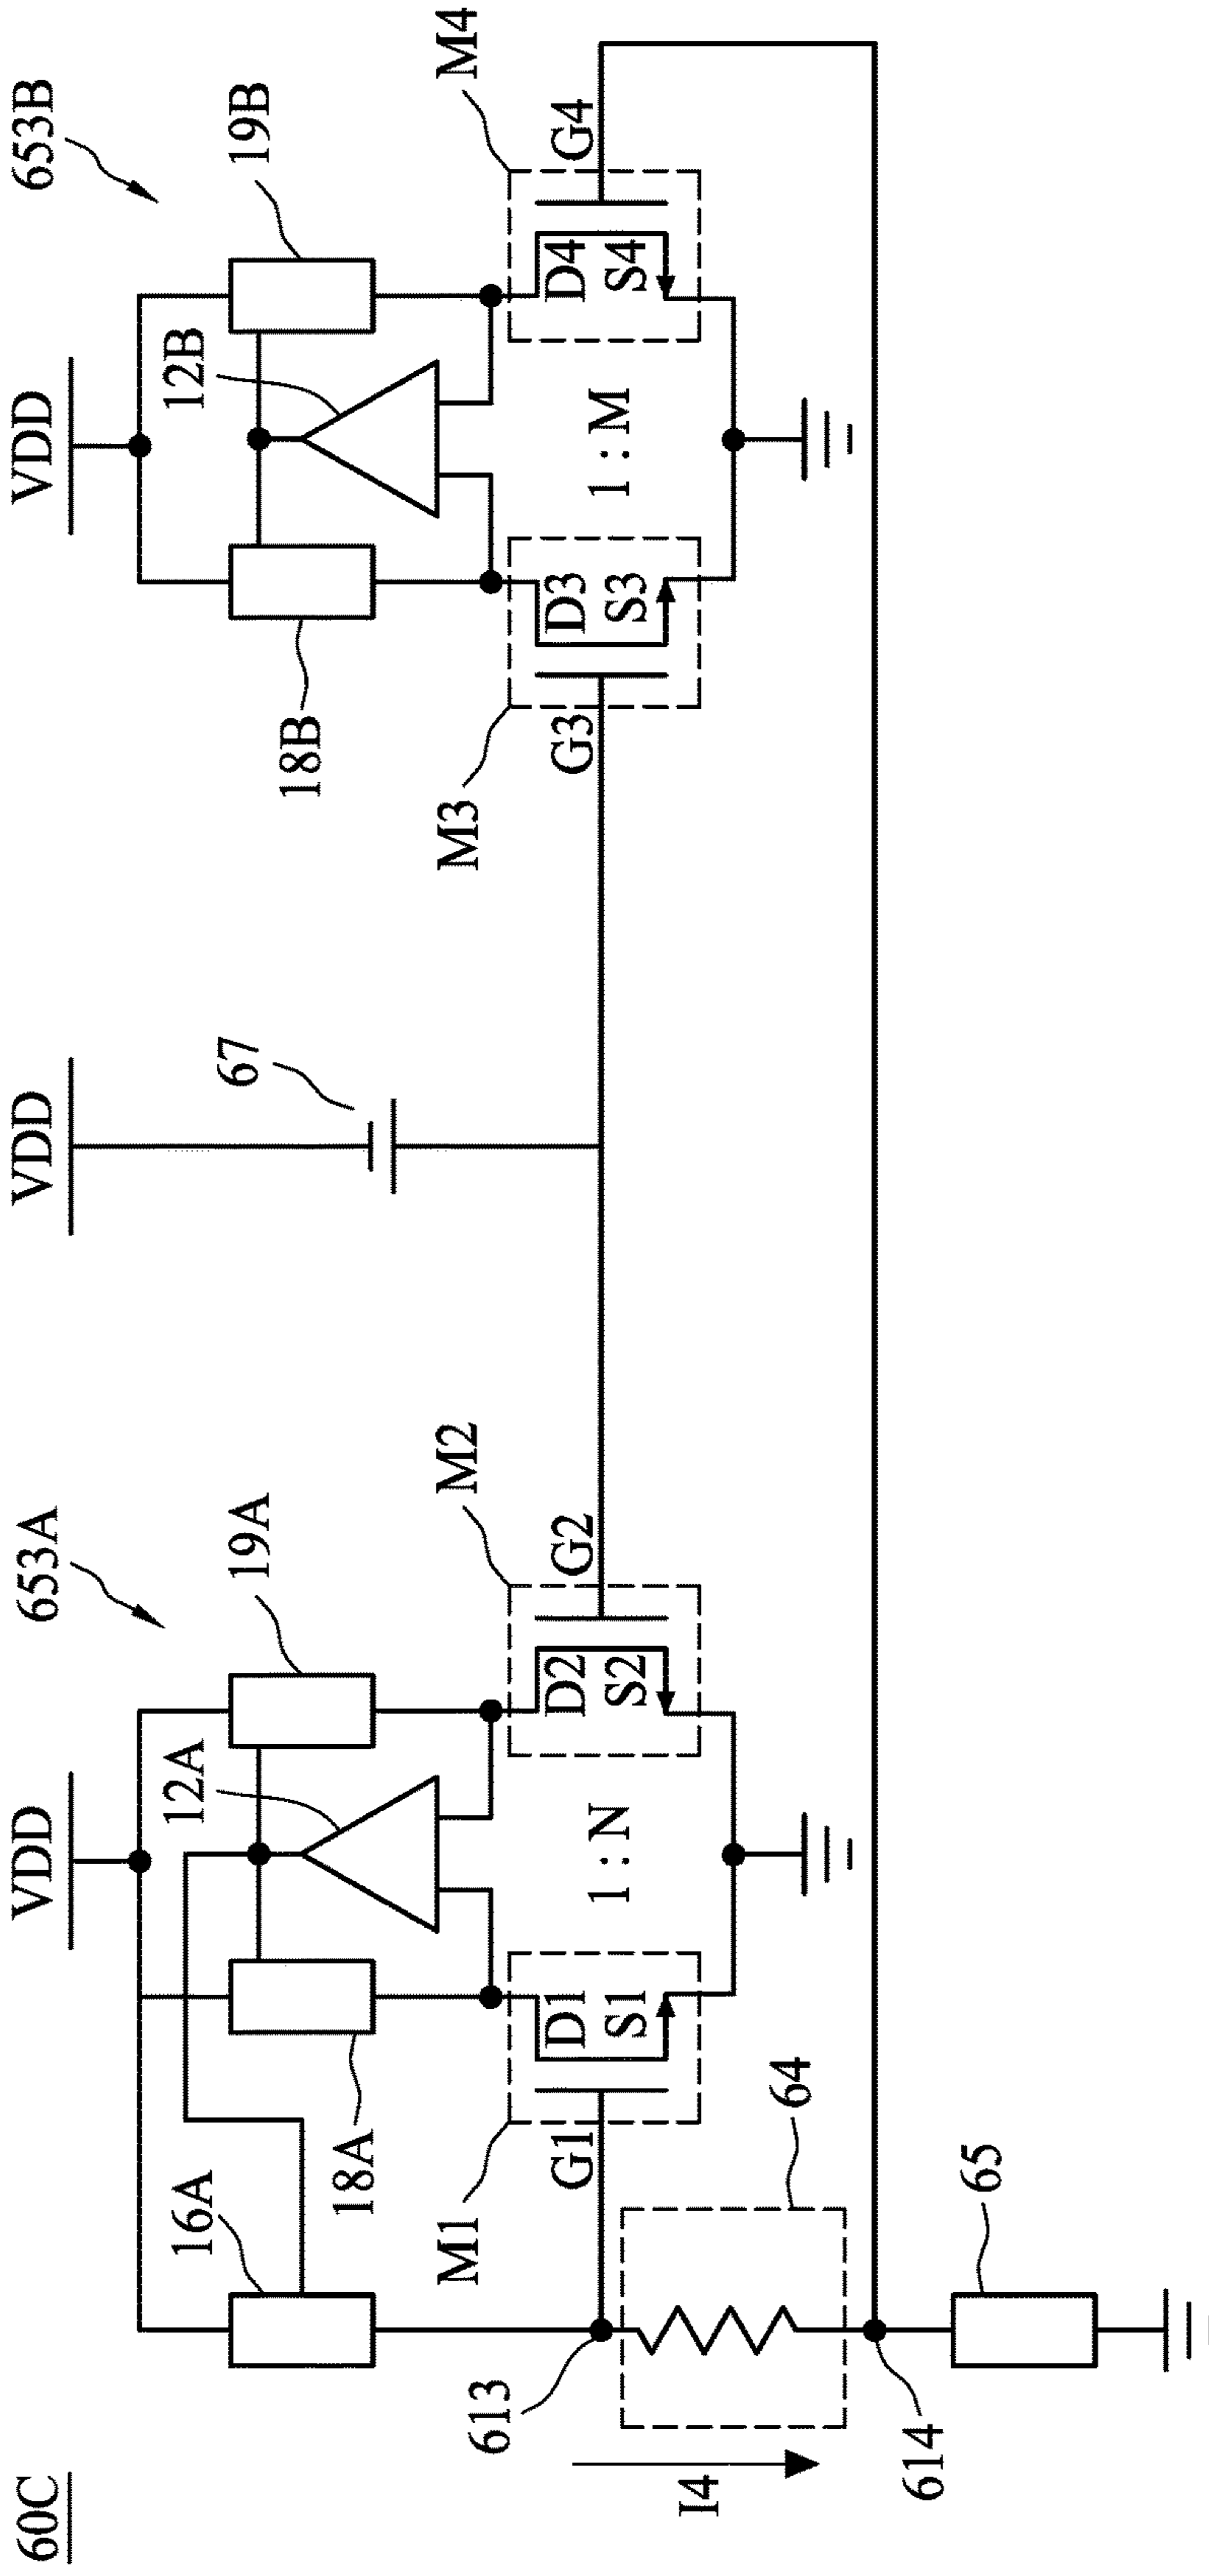 60C
VDD
653A
VDD
VDD
653B
16A
18A
12A
19A
67
18B
12B
19B
M1
M2
M3
M4
613
G1
D1
S1
1 : N
D2
S2
G2
G3
D3
S3
1 : M
D4
S4
G4
I4
64
614
65